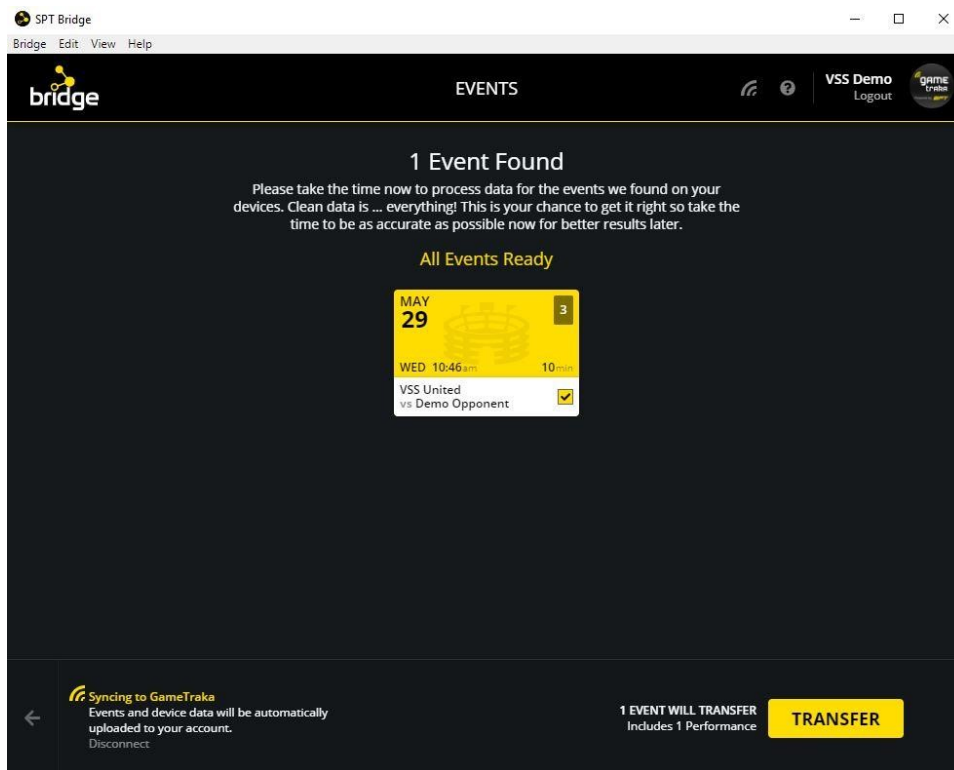 SPT Bridge
Bridge Edit View Help
bridge
EVENTS
VSS Demo
Logout
game
traka
1 Event Found
Please take the time now to process data for the events we found on your
devices. Clean data is ... everything! This is your chance to get it right so take the
time to be as accurate as possible now for better results later.
All Events Ready
MAY
29
3
WED 10:46am
10min
VSS United
vs Demo Opponent
Syncing to GameTraka
Events and device data will be automatically
uploaded to your account.
Disconnect
1 EVENT WILL TRANSFER
Includes 1 Performance
TRANSFER